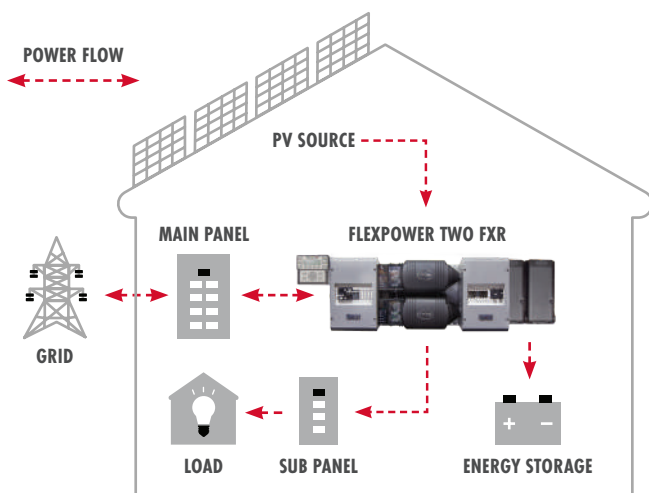 POWER FLOW
PV SOURCE
MAIN PANEL
FLEXPOWER TWO FXR
GRID
LOAD
SUB PANEL
+ −
ENERGY STORAGE